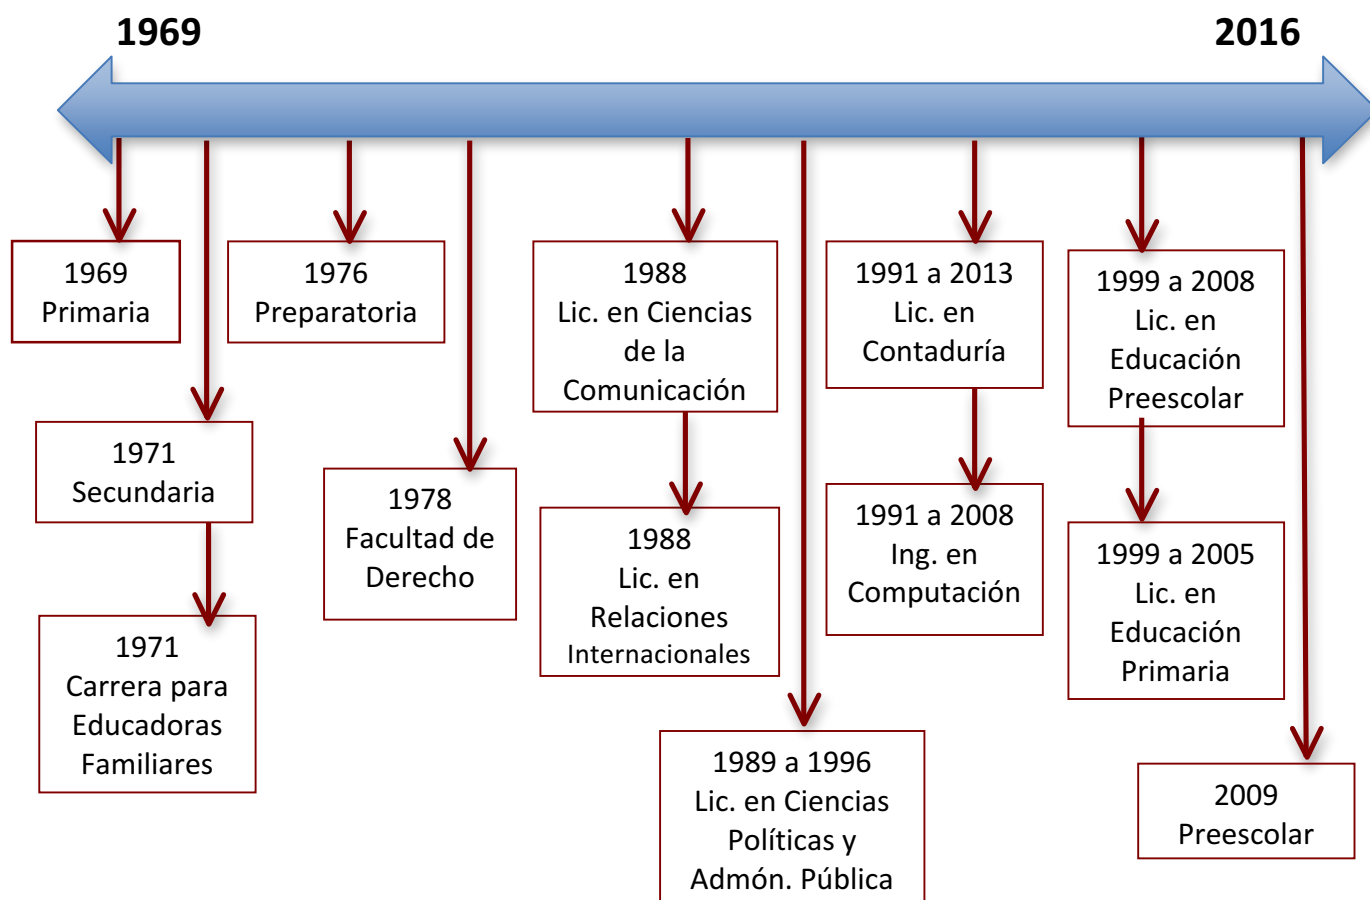 1969
2016
1969
Primaria
1971
Secundaria
1971
Carrera para
Educadoras
Familiares
1976
Preparatoria
1978
Facultad de
Derecho
1988
Lic. en Ciencias
de la
Comunicación
1988
Lic. en
Relaciones
Internacionales
1989 a 1996
Lic. en Ciencias
Políticas y
Admón. Pública
1991 a 2013
Lic. en
Contaduría
1991 a 2008
Ing. en
Computación
1999 a 2008
Lic. en
Educación
Preescolar
1999 a 2005
Lic. en
Educación
Primaria
2009
Preescolar